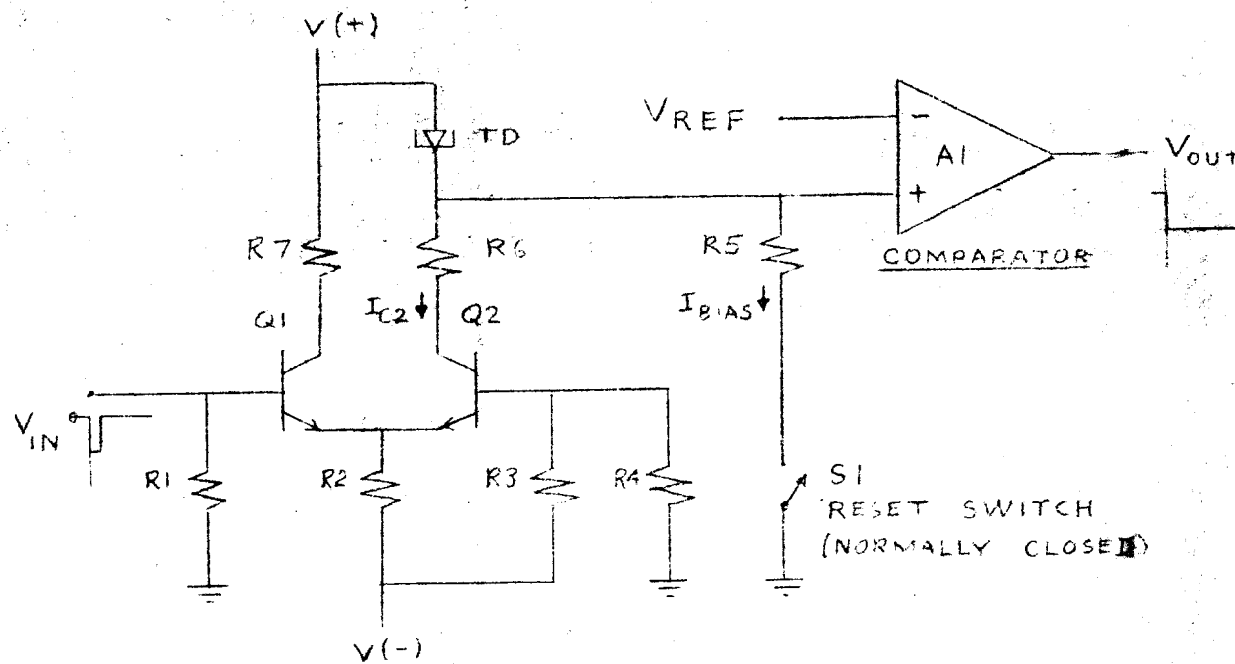 V(+)
TD
VREF
-
A1
+
VOUT
COMPARATOR
R7
R6
R5
Q1
IC2
Q2
IBIAS
VIN
R1
R2
R3
R4
S1
RESET SWITCH
(NORMALLY CLOSED)
V(-)